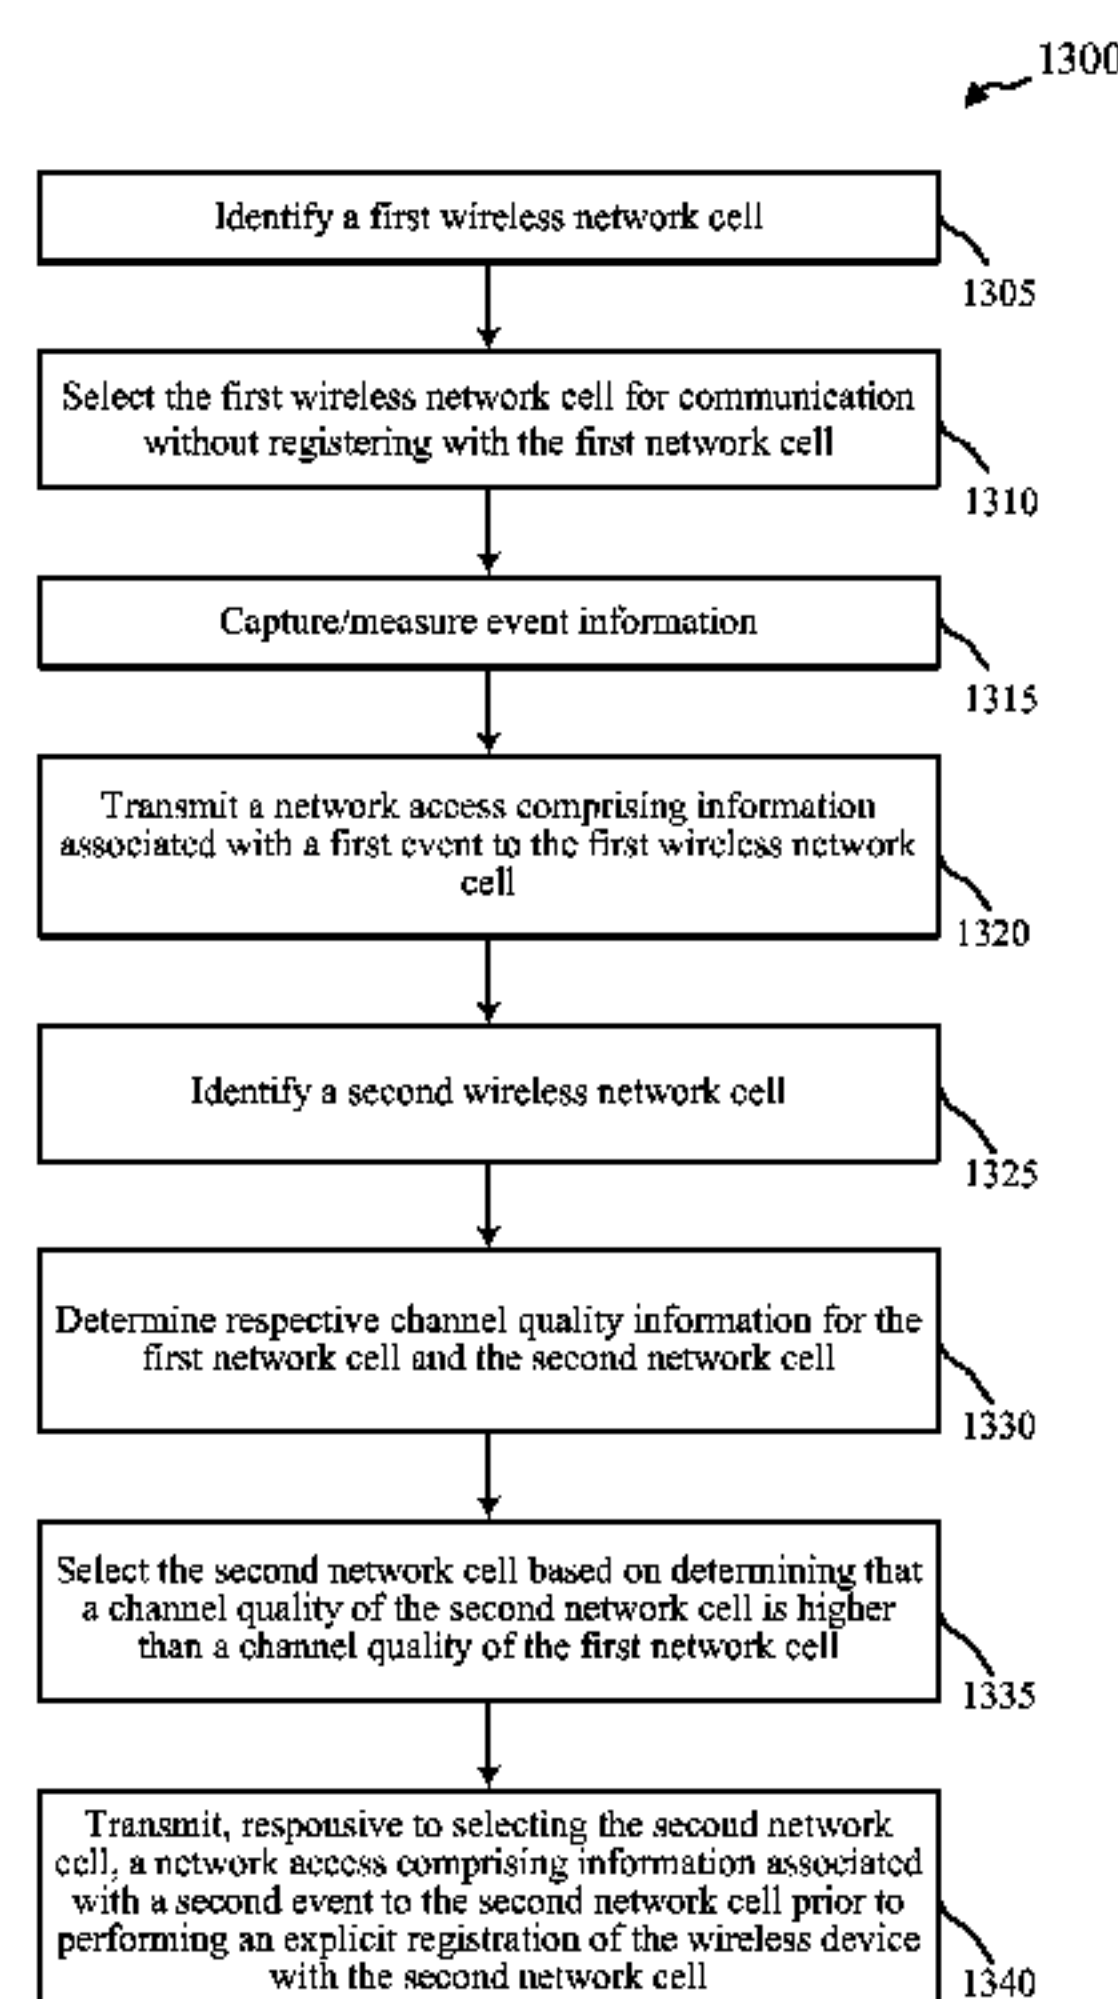 1300
Identify a first wireless network cell
1305
Select the first wireless network cell for communication
without registering with the first network cell
1310
Capture/measure event information
1315
Transmit a network access comprising information
associated with a first event to the first wireless network
cell
1320
Identify a second wireless network cell
1325
Determine respective channel quality information for the
first network cell and the second network cell
1330
Select the second network cell based on determining that
a channel quality of the second network cell is higher
than a channel quality of the first network cell
1335
Transmit, responsive to selecting the second network
cell, a network access comprising information associated
with a second event to the second network cell prior to
performing an explicit registration of the wireless device
with the second network cell
1340